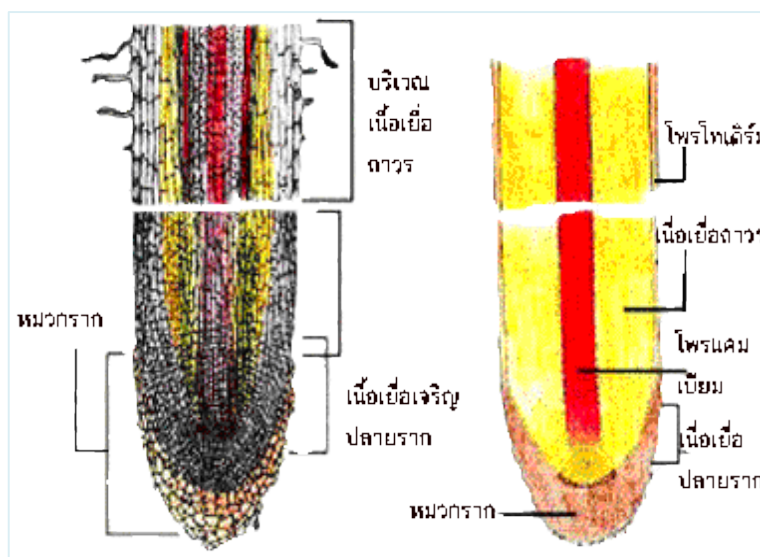 บริเวณ
เนื้อเยื่อ
ถาวร
หมวกราก
เนื้อเยื่อเจริญ
ปลายราก
โพรโทเดิร์ม
เนื้อเยื่อถาวร
โพรแคม
เบียม
เนื้อเยื่อ
ปลายราก
หมวกราก